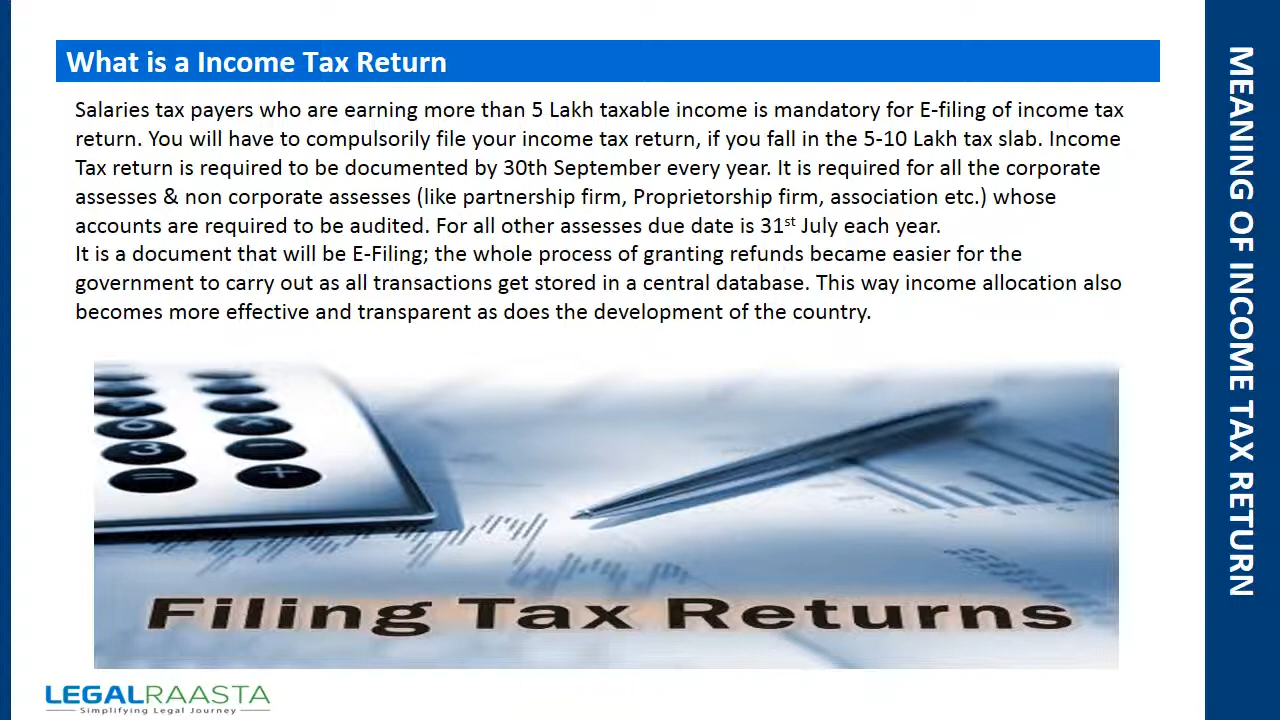 What is a Income Tax Return
Salaries tax payers who are earning more than 5 Lakh taxable income is mandatory for E-filing of income tax
return. You will have to compulsorily file your income tax return, if you fall in the 5-10 Lakh tax slab. Income
Tax return is required to be documented by 30th September every year. It is required for all the corporate
assesses & non corporate assesses (like partnership firm, Proprietorship firm, association etc.) whose
accounts are required to be audited. For all other assesses due date is 31st July each year.
It is a document that will be E-Filing; the whole process of granting refunds became easier for the
government to carry out as all transactions get stored in a central database. This way income allocation also
becomes more effective and transparent as does the development of the country.
6
3
=
+
Filing Tax Returns
LEGALRAASTA
Simplifying Legal Journey
MEANING OF INCOME TAX RETURN